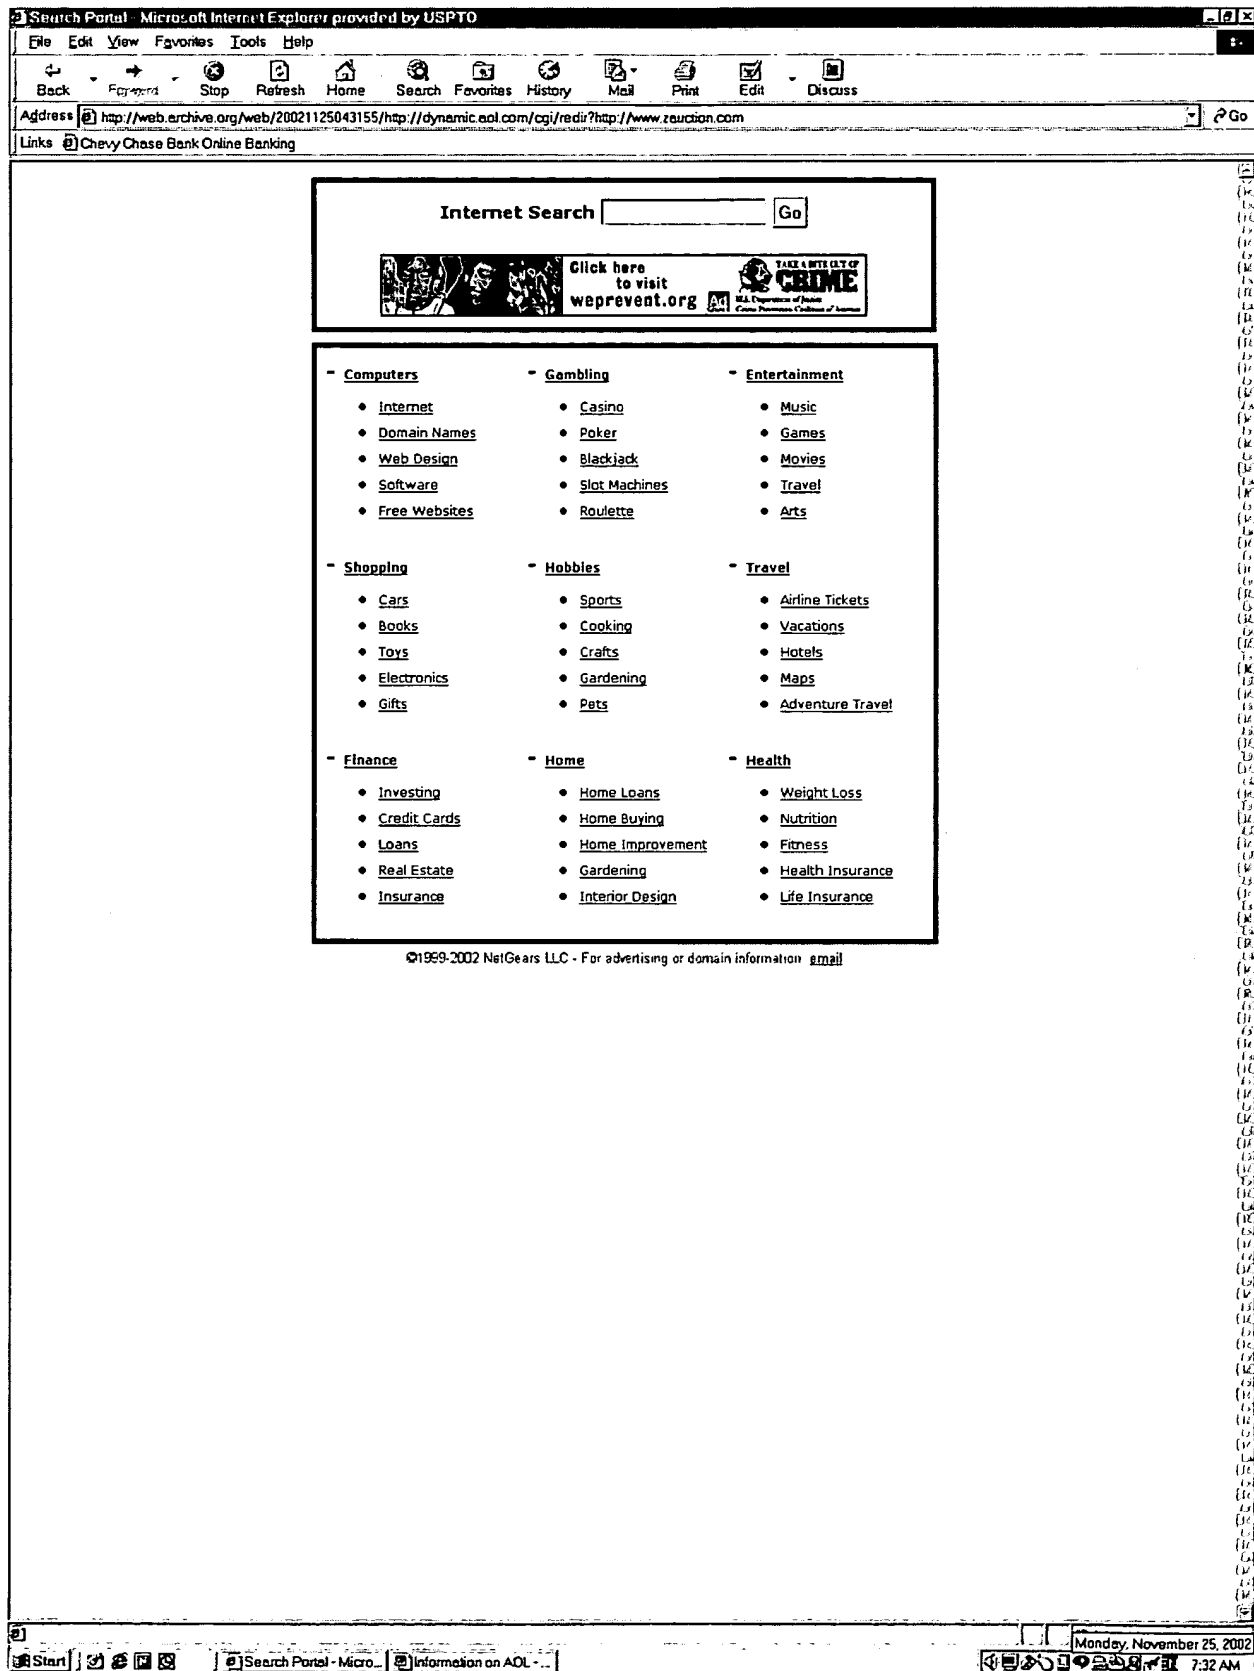 Search Portal - Microsoft Internet Explorer provided by USPTO
File Edit View Favorites Tools Help
Back Forward Stop Refresh Home Search Favorites History Mail Print Edit Discuss
Address http://web.archive.org/web/20021125043155/http://dynamic.aol.com/cgi/redir?http://www.zauction.com Go
Links Chevy Chase Bank Online Banking
Internet Search Go
Click here
to visit
weprevent.org
Ad
TAKE A BITE OUT OF
CRIME
U.S. Department of Justice
Crime Prevention Coalition of America
- Computers
• Internet
• Domain Names
• Web Design
• Software
• Free Websites
- Gambling
• Casino
• Poker
• Blackjack
• Slot Machines
• Roulette
- Entertainment
• Music
• Games
• Movies
• Travel
• Arts
- Shopping
• Cars
• Books
• Toys
• Electronics
• Gifts
- Hobbies
• Sports
• Cooking
• Crafts
• Gardening
• Pets
- Travel
• Airline Tickets
• Vacations
• Hotels
• Maps
• Adventure Travel
- Finance
• Investing
• Credit Cards
• Loans
• Real Estate
• Insurance
- Home
• Home Loans
• Home Buying
• Home Improvement
• Gardening
• Interior Design
- Health
• Weight Loss
• Nutrition
• Fitness
• Health Insurance
• Life Insurance
©1999-2002 NetGears LLC - For advertising or domain information email
Monday, November 25, 2002
Start Search Portal - Micro... Information on AOL - ... 7:32 AM